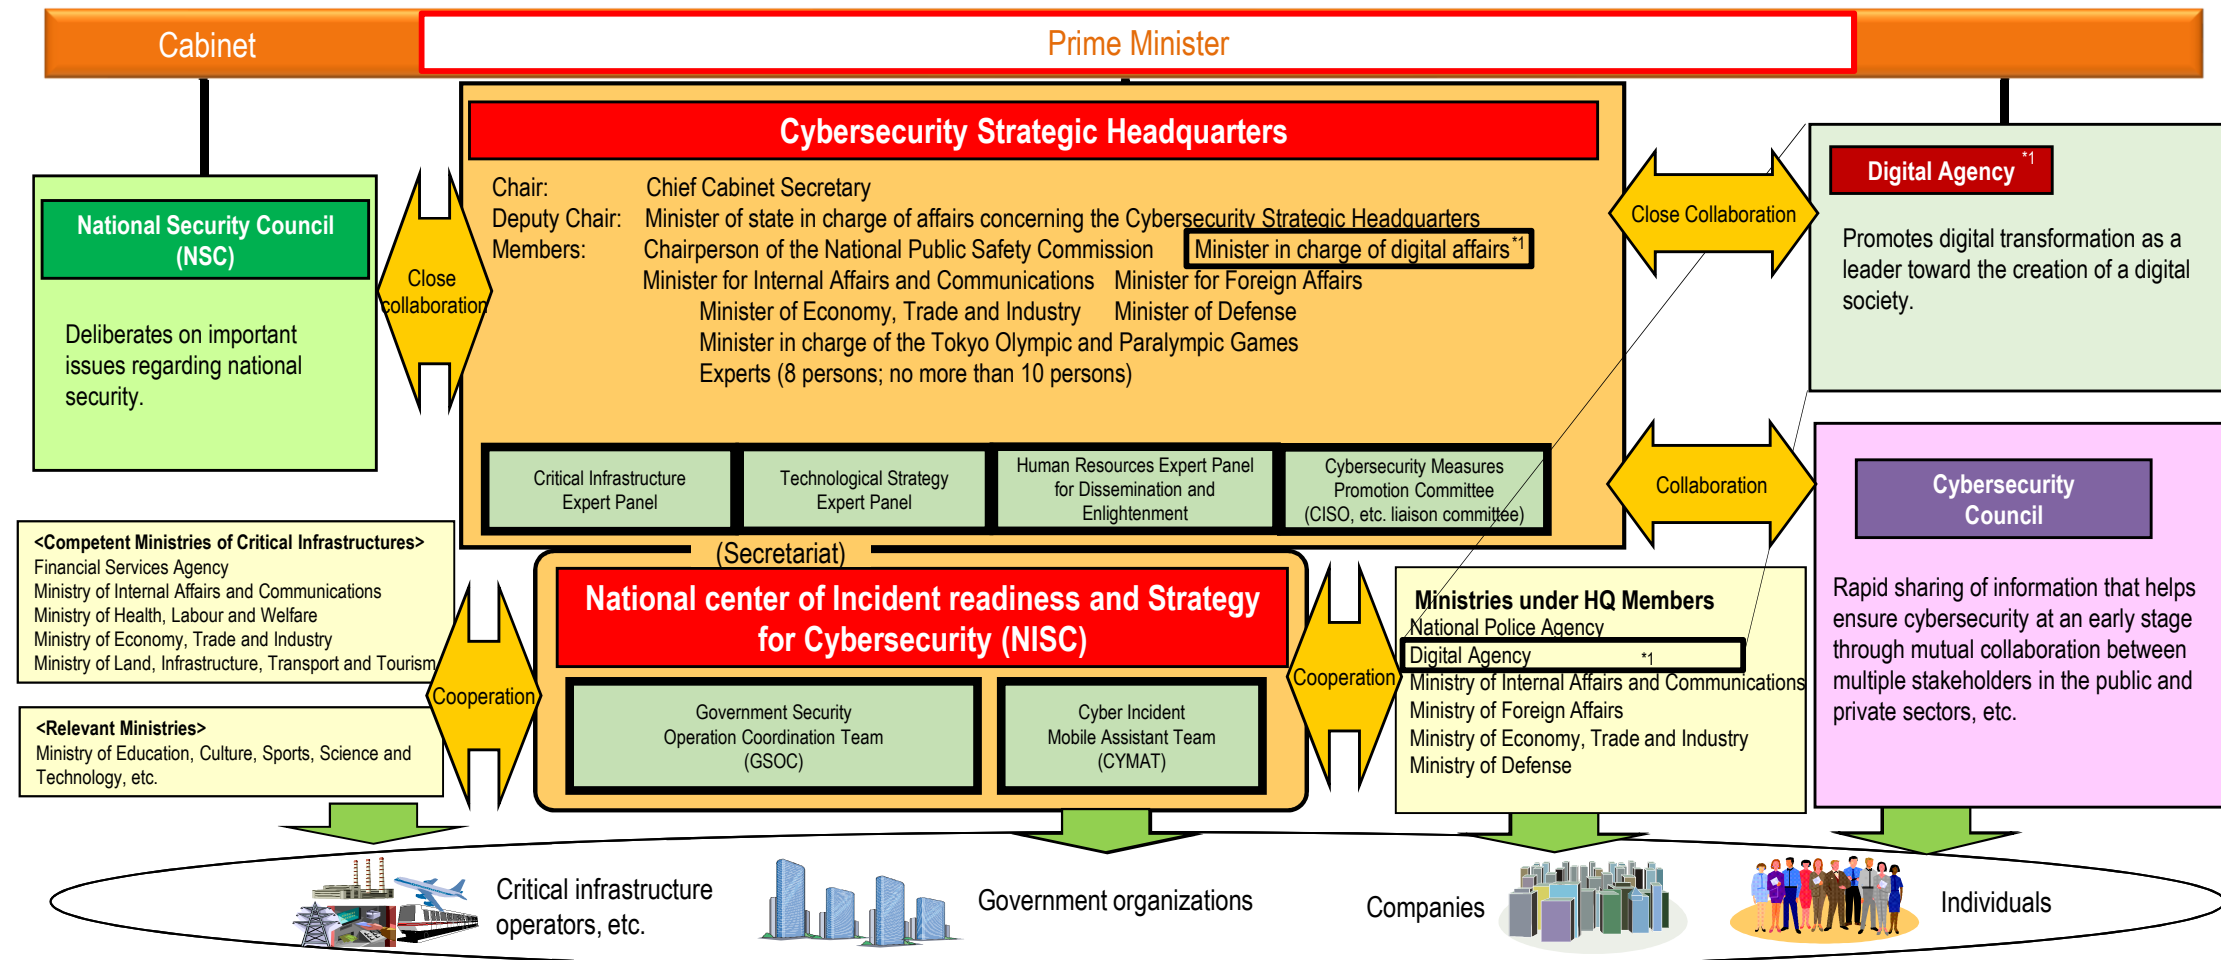 Cabinet
Prime Minister
Cybersecurity Strategic Headquarters
Chair: Chief Cabinet Secretary
Deputy Chair: Minister of state in charge of affairs concerning the Cybersecurity Strategic Headquarters
Members: Chairperson of the National Public Safety Commission Minister in charge of digital affairs*1
Minister for Internal Affairs and Communications Minister for Foreign Affairs
Minister of Economy, Trade and Industry Minister of Defense
Minister in charge of the Tokyo Olympic and Paralympic Games
Experts (8 persons; no more than 10 persons)
Critical Infrastructure
Expert Panel
Technological Strategy
Expert Panel
Human Resources Expert Panel
for Dissemination and
Enlightenment
Cybersecurity Measures
Promotion Committee
(CISO, etc. liaison committee)
National Security Council
(NSC)
Deliberates on important
issues regarding national
security.
Close
collaboration
Close Collaboration
Digital Agency *1
Promotes digital transformation as a
leader toward the creation of a digital
society.
Collaboration
Cybersecurity
Council
Rapid sharing of information that helps
ensure cybersecurity at an early stage
through mutual collaboration between
multiple stakeholders in the public and
private sectors, etc.
<Competent Ministries of Critical Infrastructures>
Financial Services Agency
Ministry of Internal Affairs and Communications
Ministry of Health, Labour and Welfare
Ministry of Economy, Trade and Industry
Ministry of Land, Infrastructure, Transport and Tourism
<Relevant Ministries>
Ministry of Education, Culture, Sports, Science and
Technology, etc.
Cooperation
(Secretariat)
National center of Incident readiness and Strategy
for Cybersecurity (NISC)
Government Security
Operation Coordination Team
(GSOC)
Cyber Incident
Mobile Assistant Team
(CYMAT)
Cooperation
Ministries under HQ Members
National Police Agency
Digital Agency *1
Ministry of Internal Affairs and Communications
Ministry of Foreign Affairs
Ministry of Economy, Trade and Industry
Ministry of Defense
Critical infrastructure
operators, etc.
Government organizations
Companies
Individuals